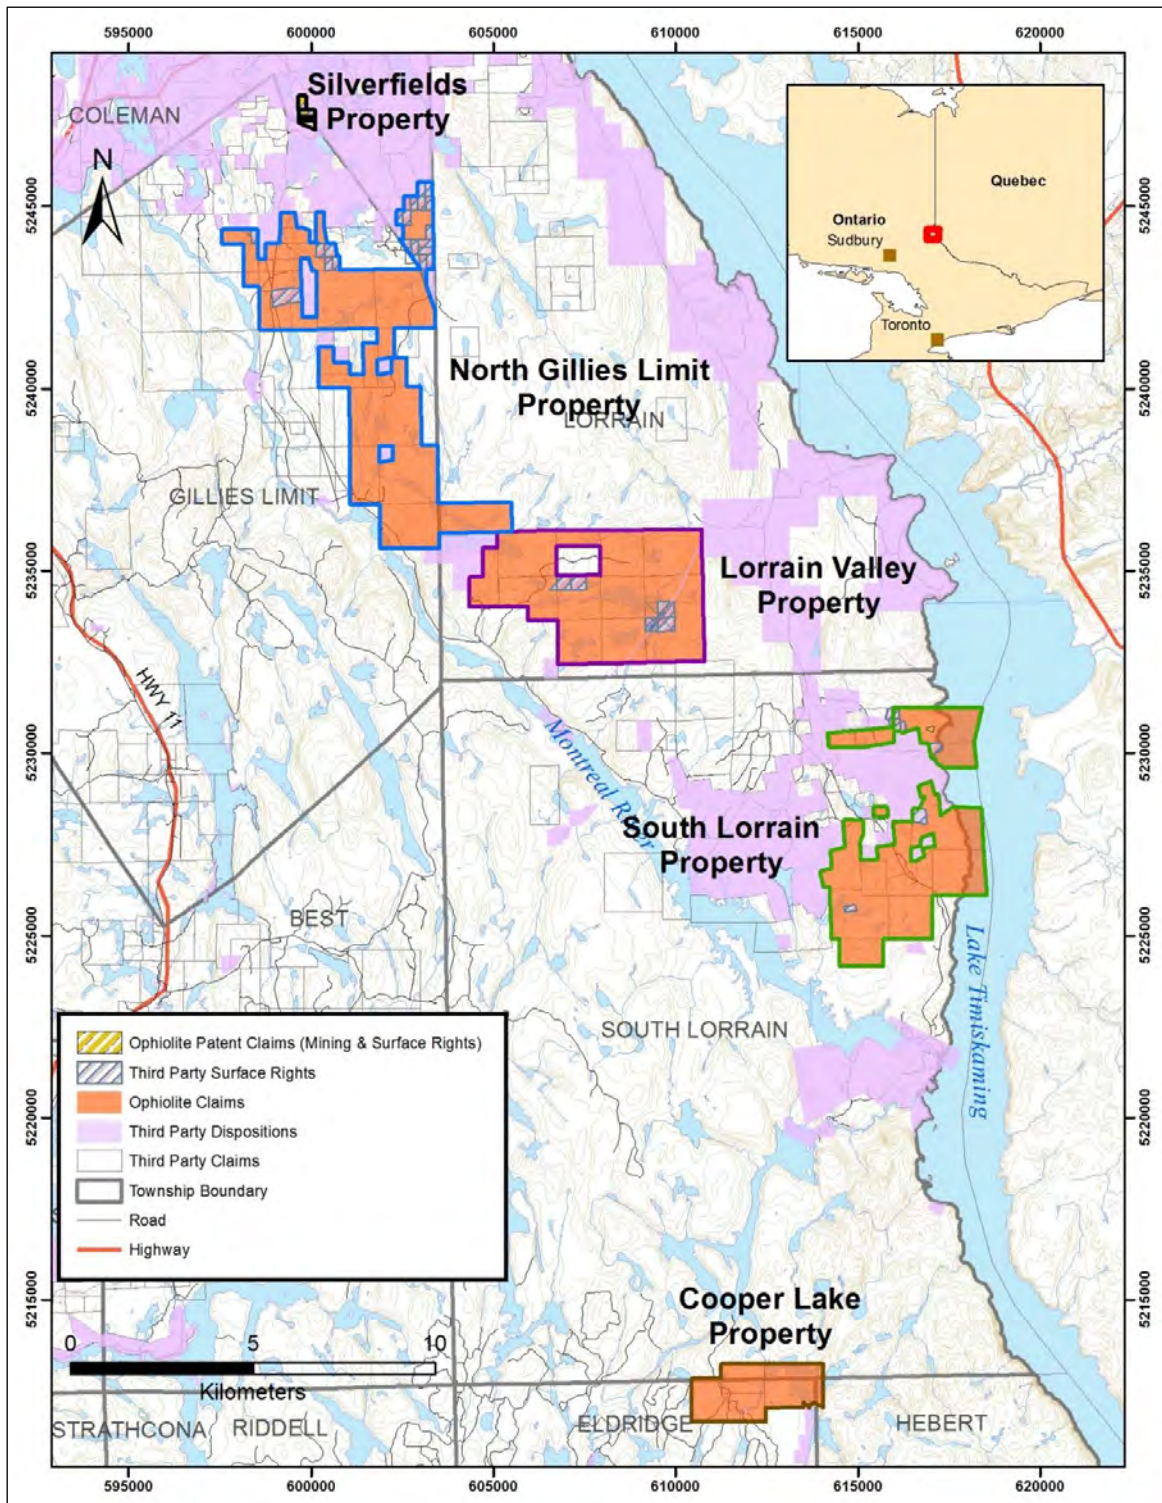 595000
600000
605000
610000
615000
620000
Silverfields
Property
COLEMAN
N
Quebec
Ontario
Sudbury
Toronto
5245000
5245000
North Gillies Limit
Property
LORRAIN
5240000
5240000
GILLIES LIMIT
5235000
5235000
Lorrain Valley
Property
HWY 11
Montreal River
5230000
5230000
South Lorrain
Property
BEST
5225000
5225000
Lake Timiskaming
SOUTH LORRAIN
Ophiolite Patent Claims (Mining & Surface Rights)
Third Party Surface Rights
Ophiolite Claims
Third Party Dispositions
Third Party Claims
Township Boundary
Road
Highway
5220000
5220000
5215000
5215000
Cooper Lake
Property
0
5
10
Kilometers
STRATHCONA
RIDDELL
ELDRIDGE
HEBERT
595000
600000
605000
610000
615000
620000